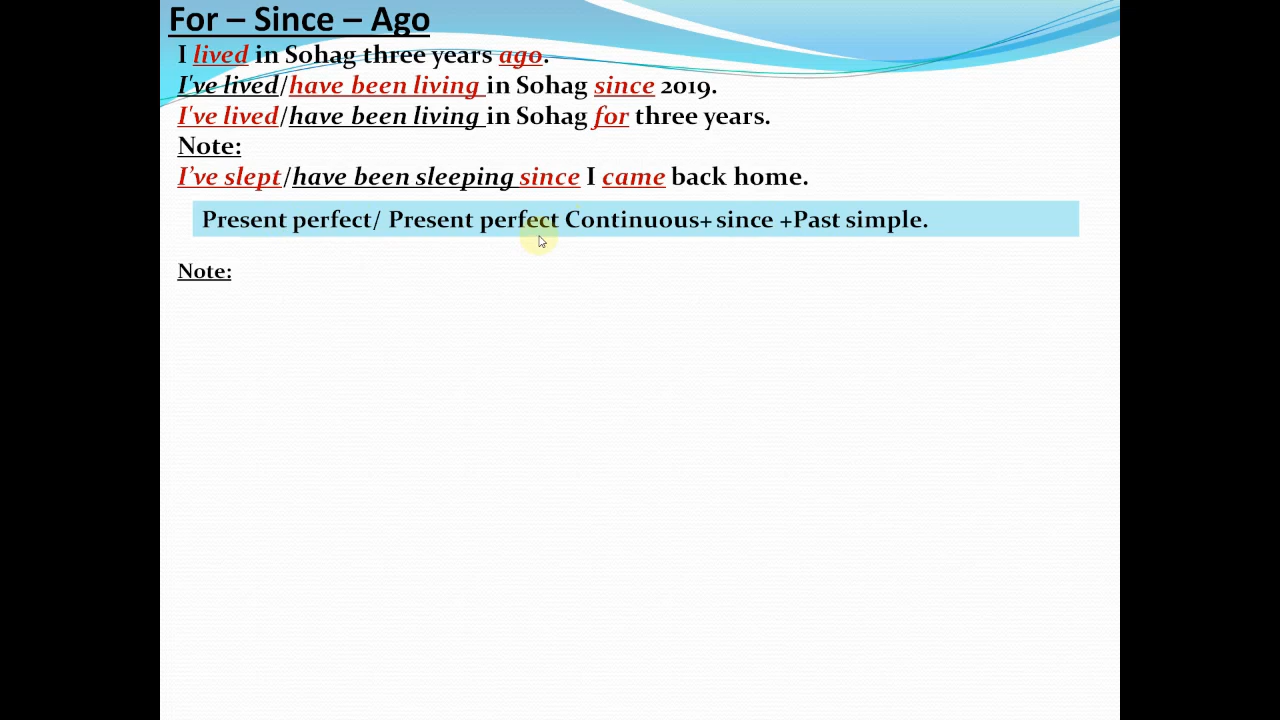 For – Since – Ago
I lived in Sohag three years ago.
I've lived/have been living in Sohag since 2019.
I've lived/have been living in Sohag for three years.
Note:
I’ve slept/have been sleeping since I came back home.
Present perfect/ Present perfect Continuous+ since +Past simple.
Note: